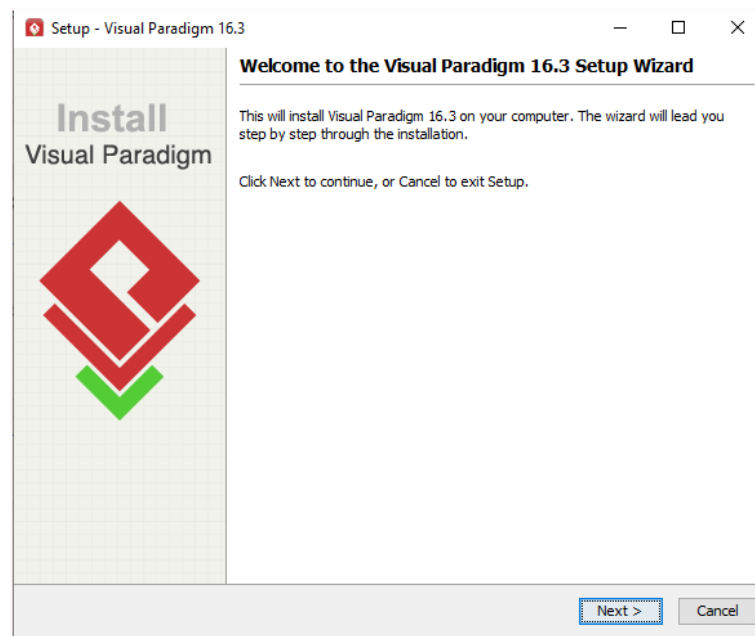 Setup - Visual Paradigm 16.3
Welcome to the Visual Paradigm 16.3 Setup Wizard
Install
Visual Paradigm
This will install Visual Paradigm 16.3 on your computer. The wizard will lead you
step by step through the installation.
Click Next to continue, or Cancel to exit Setup.
Next >
Cancel